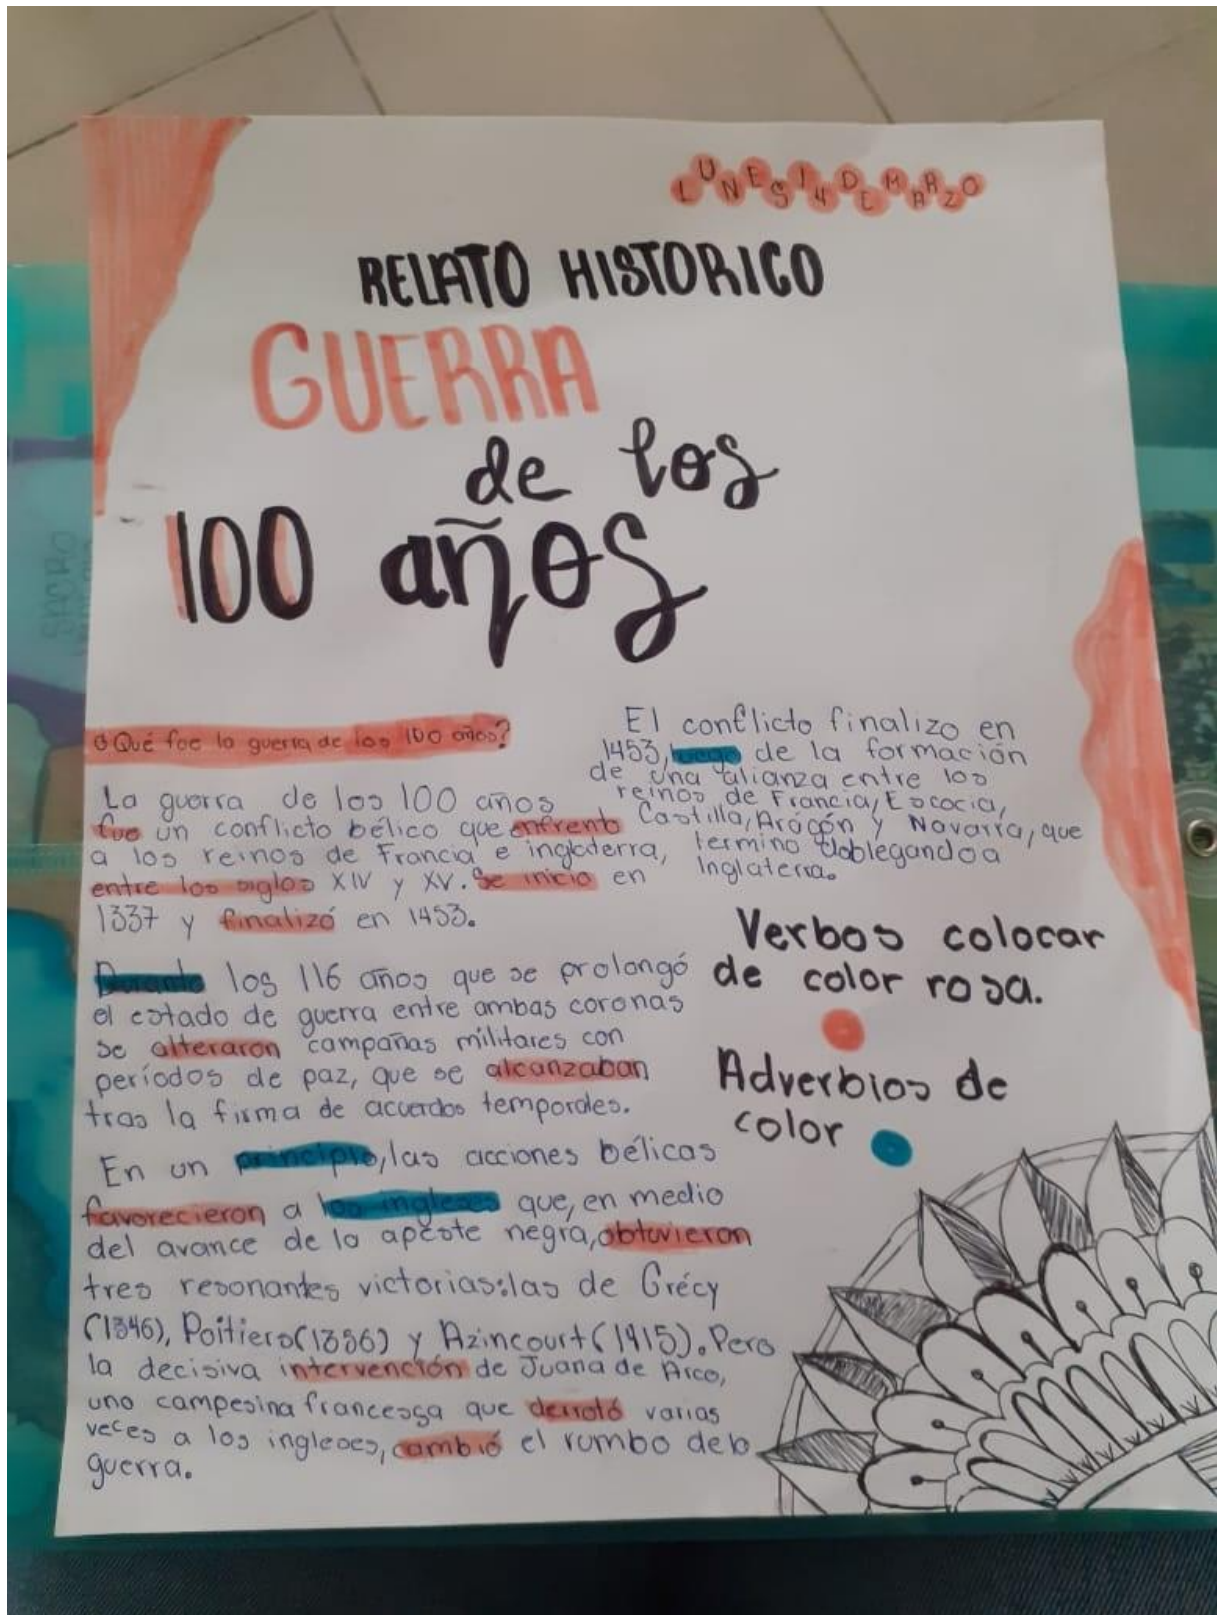 LUNES 14 DE MARZO
RELATO HISTORICO
GUERRA
de los
100 años
¿Qué fue la guerra de los 100 años?
La guerra de los 100 años
fue un conflicto bélico que enfrento
a los reinos de Francia e inglaterra,
entre los siglos XIV y XV. Se inicio en
1337 y finalizó en 1453.
Durante los 116 años que se prolongó
el estado de guerra entre ambas coronas
se alteraron campañas militares con
períodos de paz, que se alcanzaban
tras la firma de acuerdos temporales.
En un principio, las acciones bélicas
favorecieron a los ingleses que, en medio
del avance de la apeste negra, obtuvieron
tres resonantes victorias: las de Crécy
(1346), Poitiers (1356) y Azincourt (1415). Pero
la decisiva intervención de Juana de Arco,
una campesina francessa que derrotó varias
veces a los ingleses, cambió el rumbo dela
guerra.
El conflicto finalizo en
1453, luego de la formación
de una alianza entre los
reinos de Francia, Escocia,
Castilla, Arógón y Navarra, que
termino doblegando a
Inglaterra.
Verbos colocar
de color rosa.
Adverbios de
color